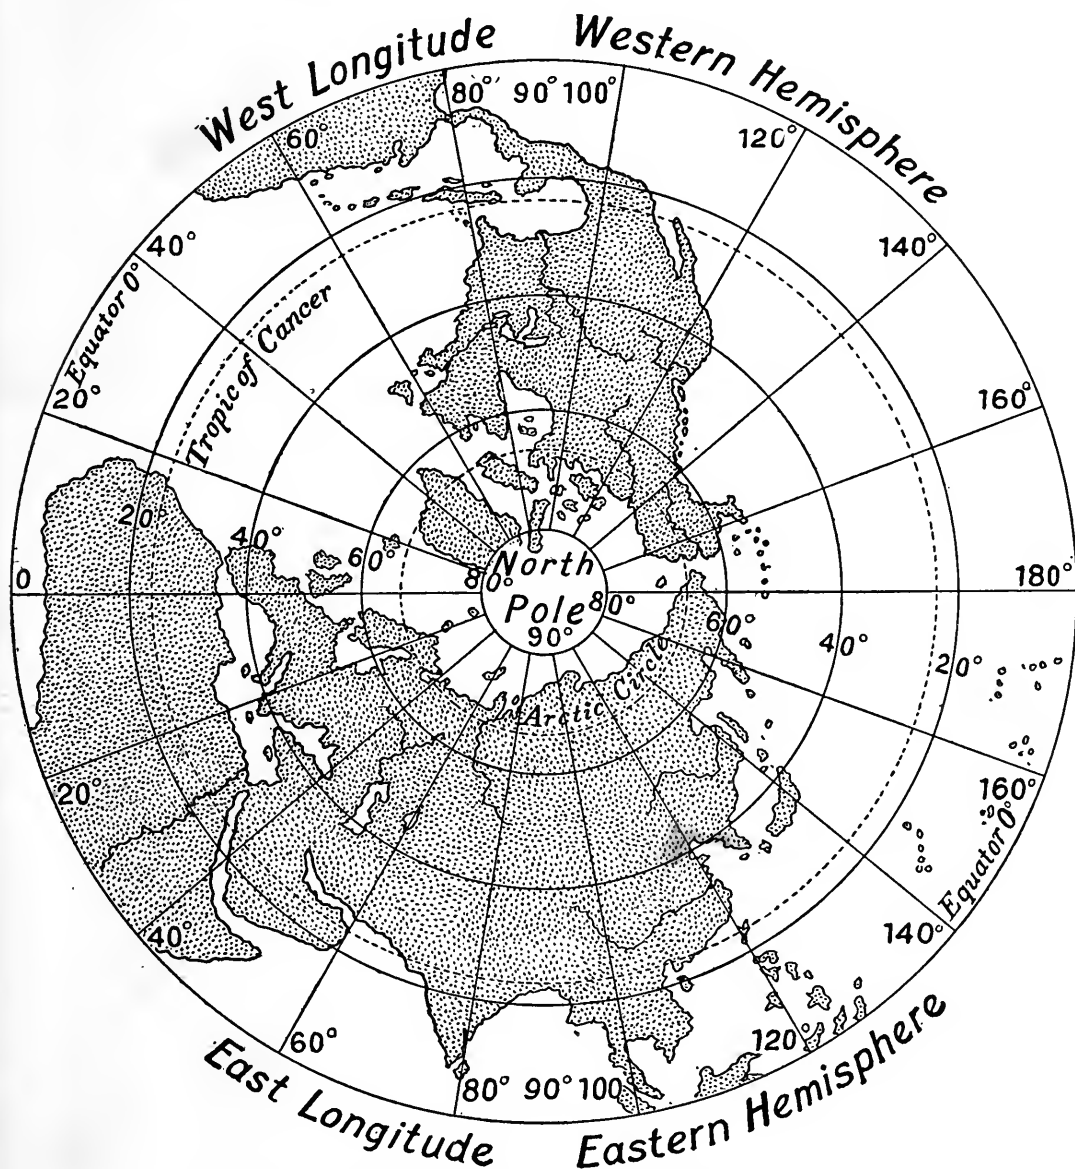 West Longitude
Western Hemisphere
80° 90° 100°
60°
120°
40°
140°
Equator 0°
Tropic of Cancer
20°
160°
20°
40°
60°
North
80°
0
180°
Pole
80°
90°
60°
40°
Circle
20°
Arctic
20°
160°
Equator 0°
40°
140°
60°
120°
80° 90° 100
East Longitude
Eastern Hemisphere